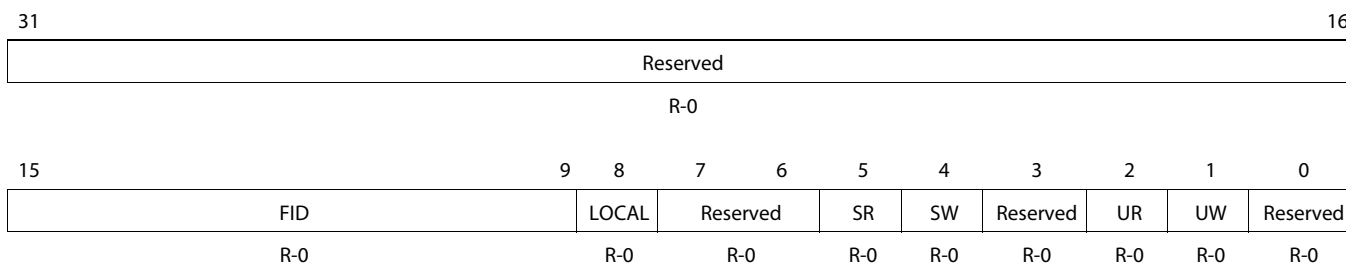 31 16
Reserved
R-0
15 9 8 7 6 5 4 3 2 1 0
FID LOCAL Reserved SR SW Reserved UR UW Reserved
R-0 R-0 R-0 R-0 R-0 R-0 R-0 R-0 R-0